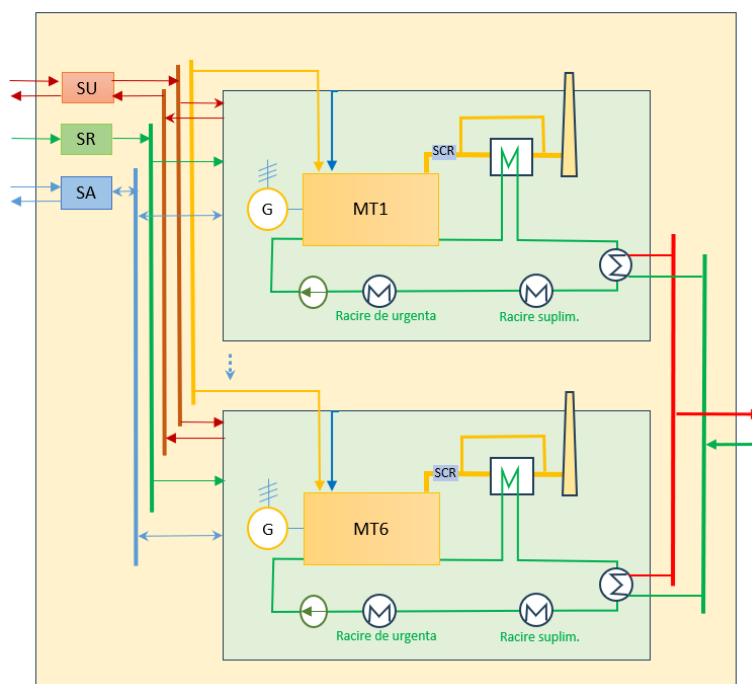 SU
SR
SA
SCR
G
MT1
Racire de urgenta
Racire suplim.
SCR
G
MT6
Racire de urgenta
Racire suplim.